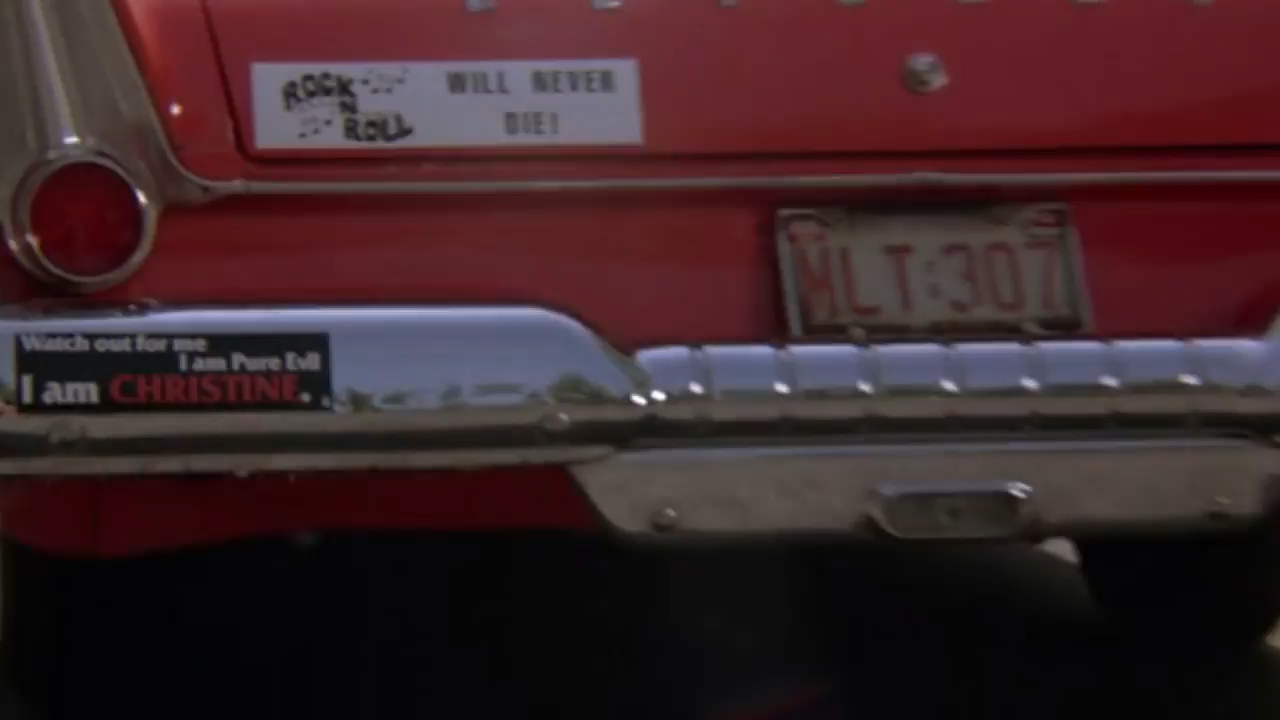 ROCK
N
ROLL
WILL NEVER
DIE!
MLT:307
Watch out for me
I am Pure Evil
I am CHRISTINE.